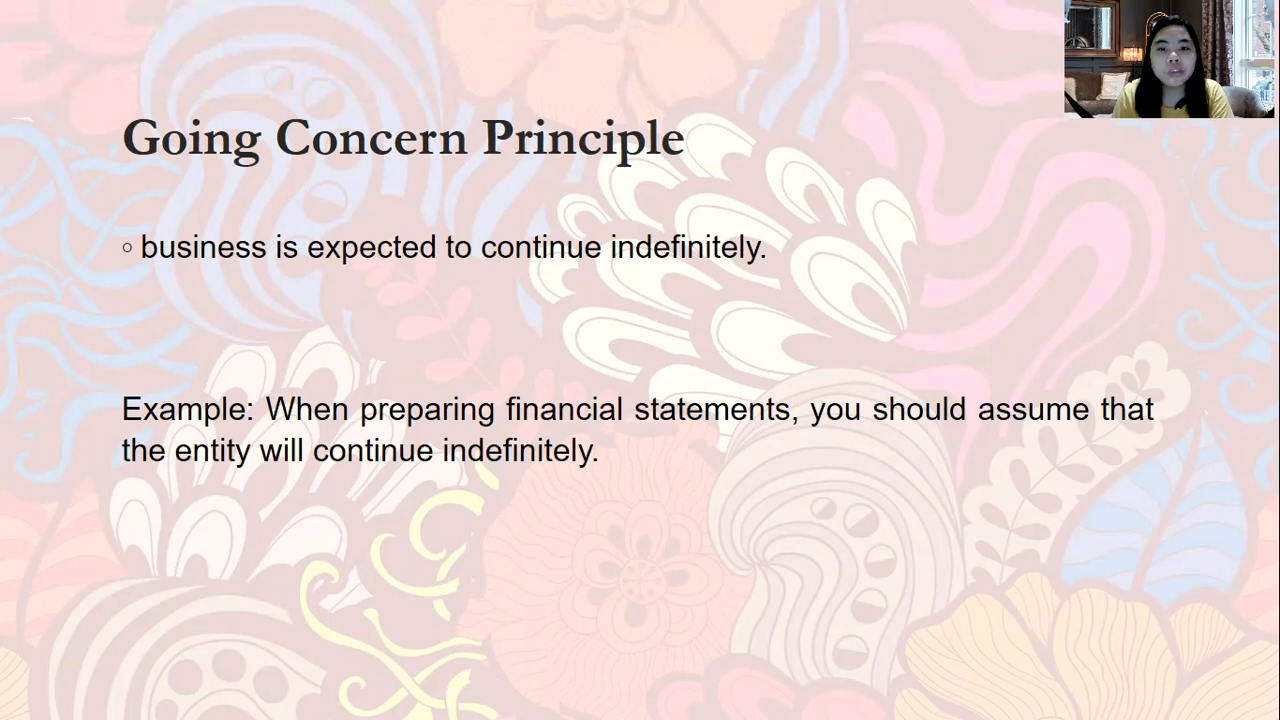 Going Concern Principle
◦ business is expected to continue indefinitely.
Example: When preparing financial statements, you should assume that
the entity will continue indefinitely.